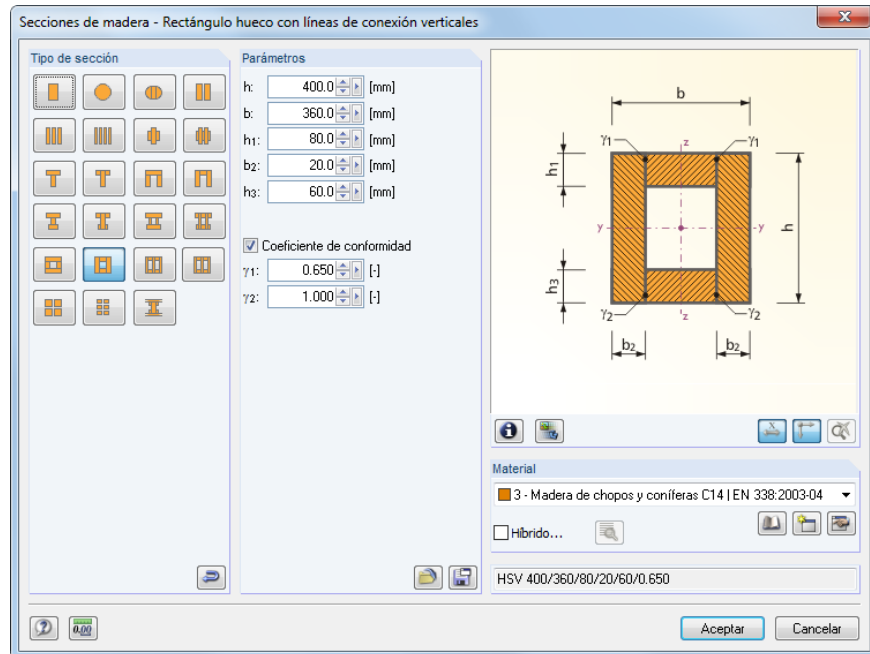 Secciones de madera - Rectángulo hueco con líneas de conexión verticales
x
Tipo de sección
Parámetros
h: 400.0 [mm]
b: 360.0 [mm]
h1: 80.0 [mm]
b2: 20.0 [mm]
h3: 60.0 [mm]
Coeficiente de conformidad
γ1: 0.650 [-]
γ2: 1.000 [-]
b
γ1 z γ1
h1
y y h
h3
γ2 z γ2
b2 b2
Material
3 - Madera de chopos y coníferas C14 | EN 338:2003-04
Híbrido...
HSV 400/360/80/20/60/0.650
0.00
Aceptar Cancelar